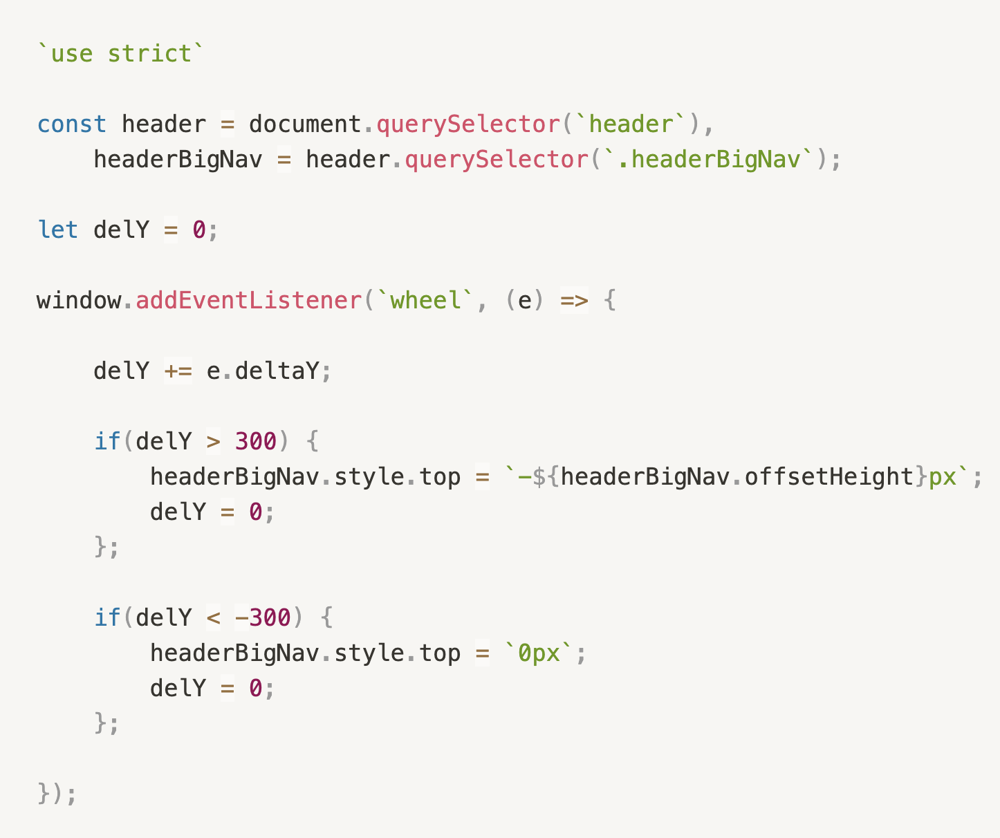 `use strict`

const header = document.querySelector(`header`),
    headerBigNav = header.querySelector(`.headerBigNav`);

let delY = 0;

window.addEventListener(`wheel`, (e) => {

    delY += e.deltaY;

    if(delY > 300) {
        headerBigNav.style.top = `-${headerBigNav.offsetHeight}px`;
        delY = 0;
    };

    if(delY < -300) {
        headerBigNav.style.top = `0px`;
        delY = 0;
    };

});